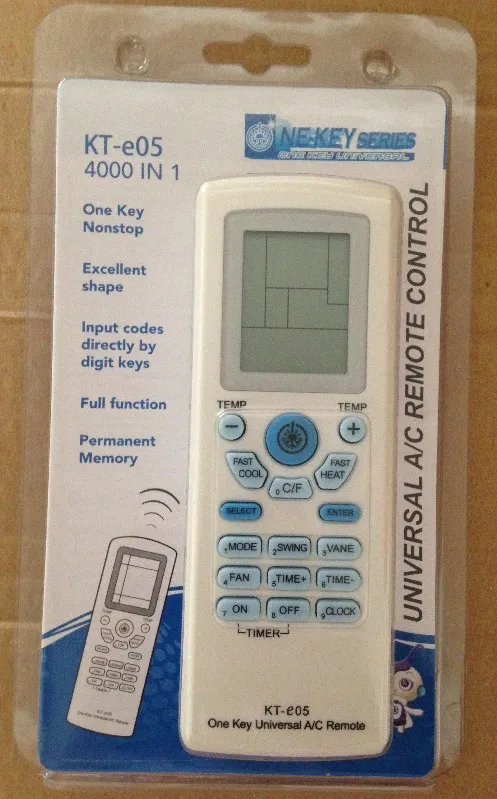 KT-e05
4000 IN 1
ONE-KEY SERIES
ONE KEY UNIVERSAL
One Key
Nonstop
Excellent
shape
Input codes
directly by
digit keys
Full function
Permanent
Memory
UNIVERSAL A/C REMOTE CONTROL
TEMP TEMP
− +
FAST
COOL
FAST
HEAT
0 C/F
SELECT ENTER
1 MODE 2 SWING 3 VANE
4 FAN 5 TIME+ 6 TIME-
7 ON 8 OFF 9 CLOCK
TIMER
KT-e05
One Key Universal A/C Remote